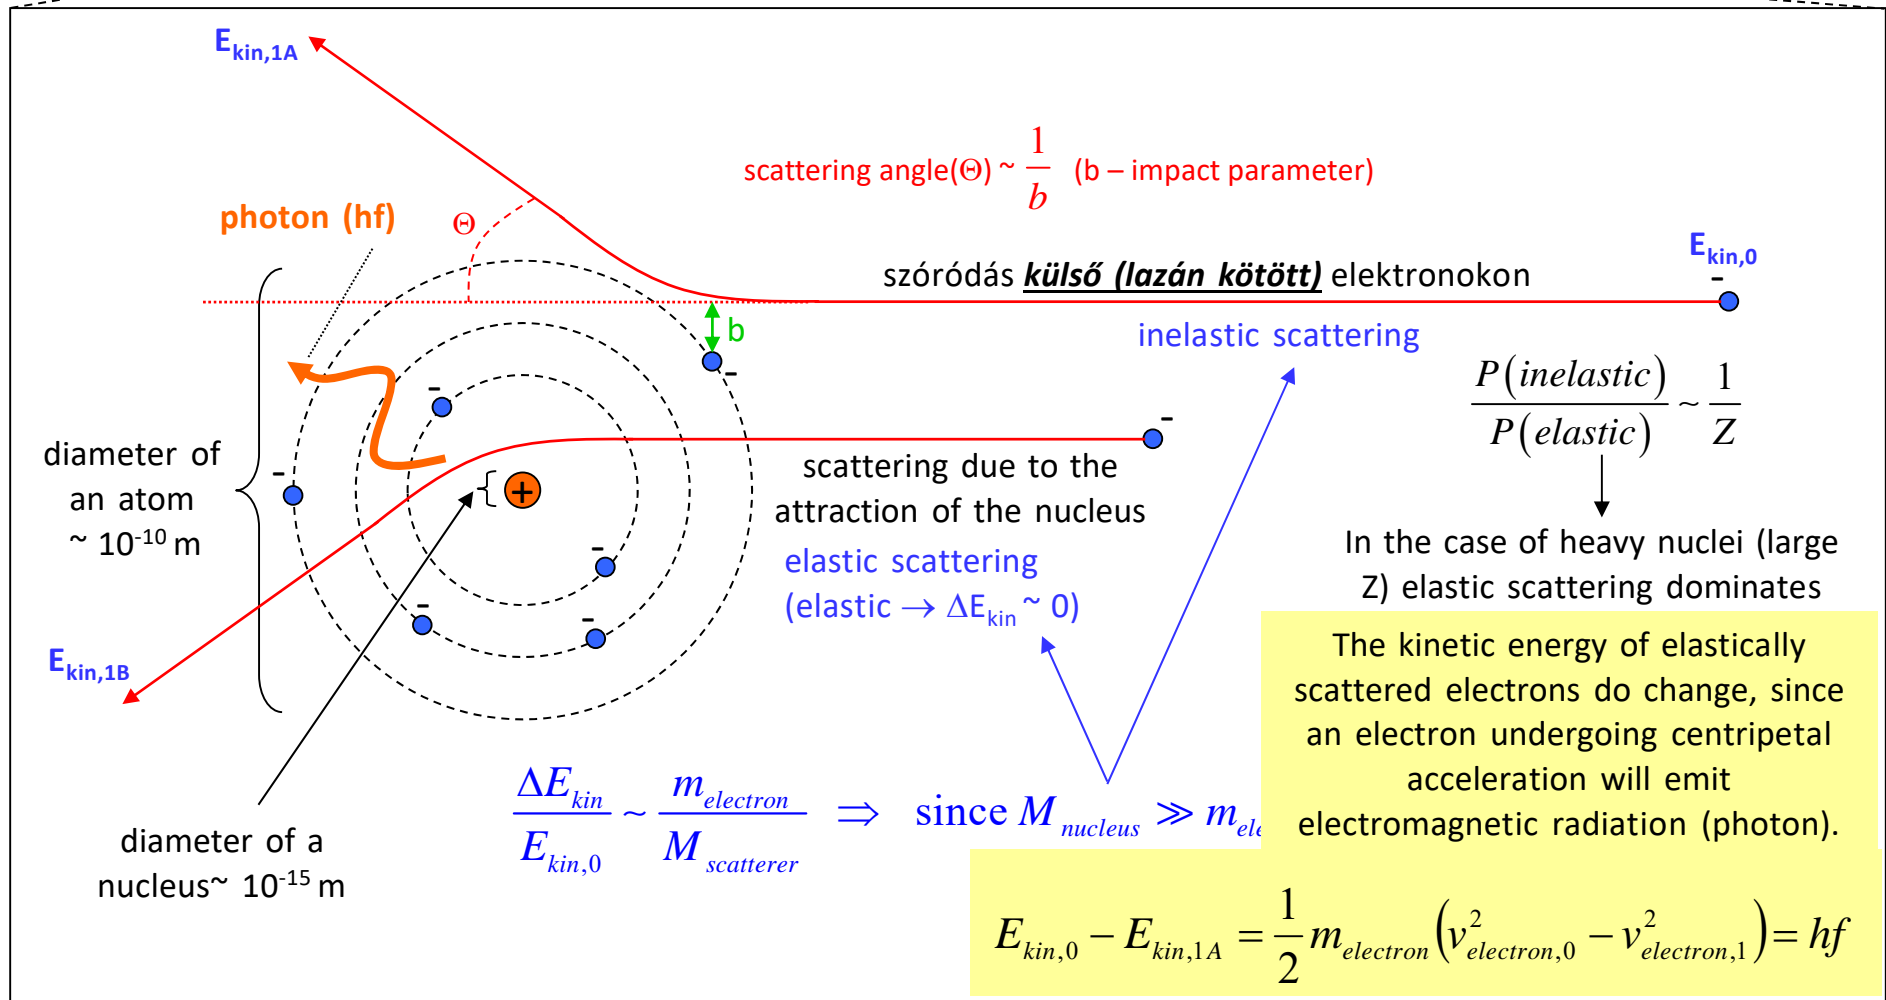 E_kin,1A
scattering angle(Θ) ~ 1/b (b – impact parameter)
photon (hf)
Θ
E_kin,0
-
szóródás külső (lazán kötött) elektronokon
b
inelastic scattering
-
-
P(inelastic)/P(elastic) ~ 1/Z
-
diameter of
an atom
~ 10^-10 m
-
+
scattering due to the
attraction of the nucleus
elastic scattering
(elastic → ΔE_kin ~ 0)
-
-
-
In the case of heavy nuclei (large
Z) elastic scattering dominates
E_kin,1B
The kinetic energy of elastically
scattered electrons do change, since
an electron undergoing centripetal
acceleration will emit
electromagnetic radiation (photon).
ΔE_kin/E_kin,0 ~ m_electron/M_scatterer ⇒ since M_nucleus ≫ m_ele
diameter of a
nucleus~ 10^-15 m
E_kin,0 − E_kin,1A = 1/2 m_electron (v²_electron,0 − v²_electron,1) = hf